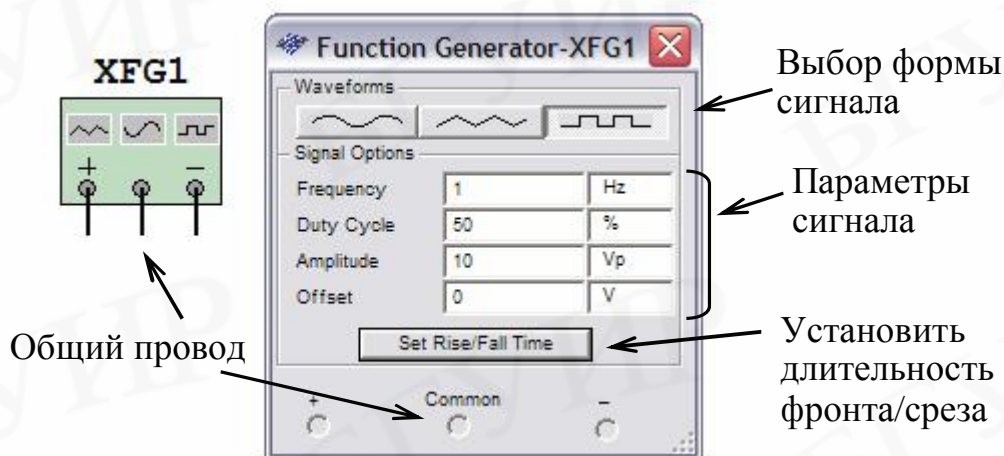 XFG1
+
−
Function Generator-XFG1
Waveforms
Signal Options
Frequency 1 Hz
Duty Cycle 50 %
Amplitude 10 Vp
Offset 0 V
Set Rise/Fall Time
+ Common −
Выбор формы
сигнала
Параметры
сигнала
Установить
длительность
фронта/среза
Общий провод
БГУИР